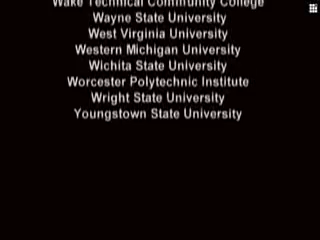 Wake Technical Community College
Wayne State University
West Virginia University
Western Michigan University
Wichita State University
Worcester Polytechnic Institute
Wright State University
Youngstown State University